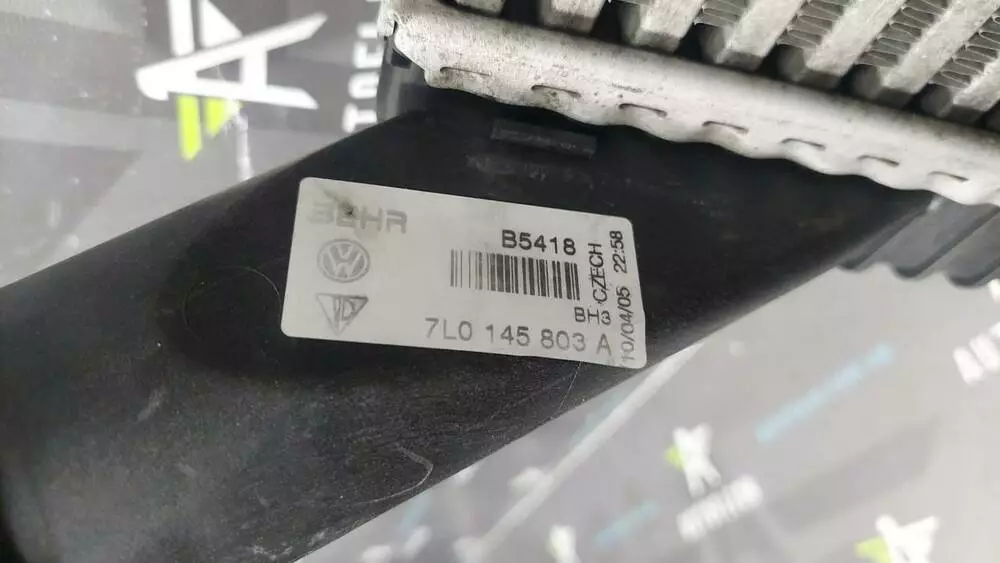 BEHR
B5418
CZECH
BH3
7L0 145 803 A
10/04/05 22:58